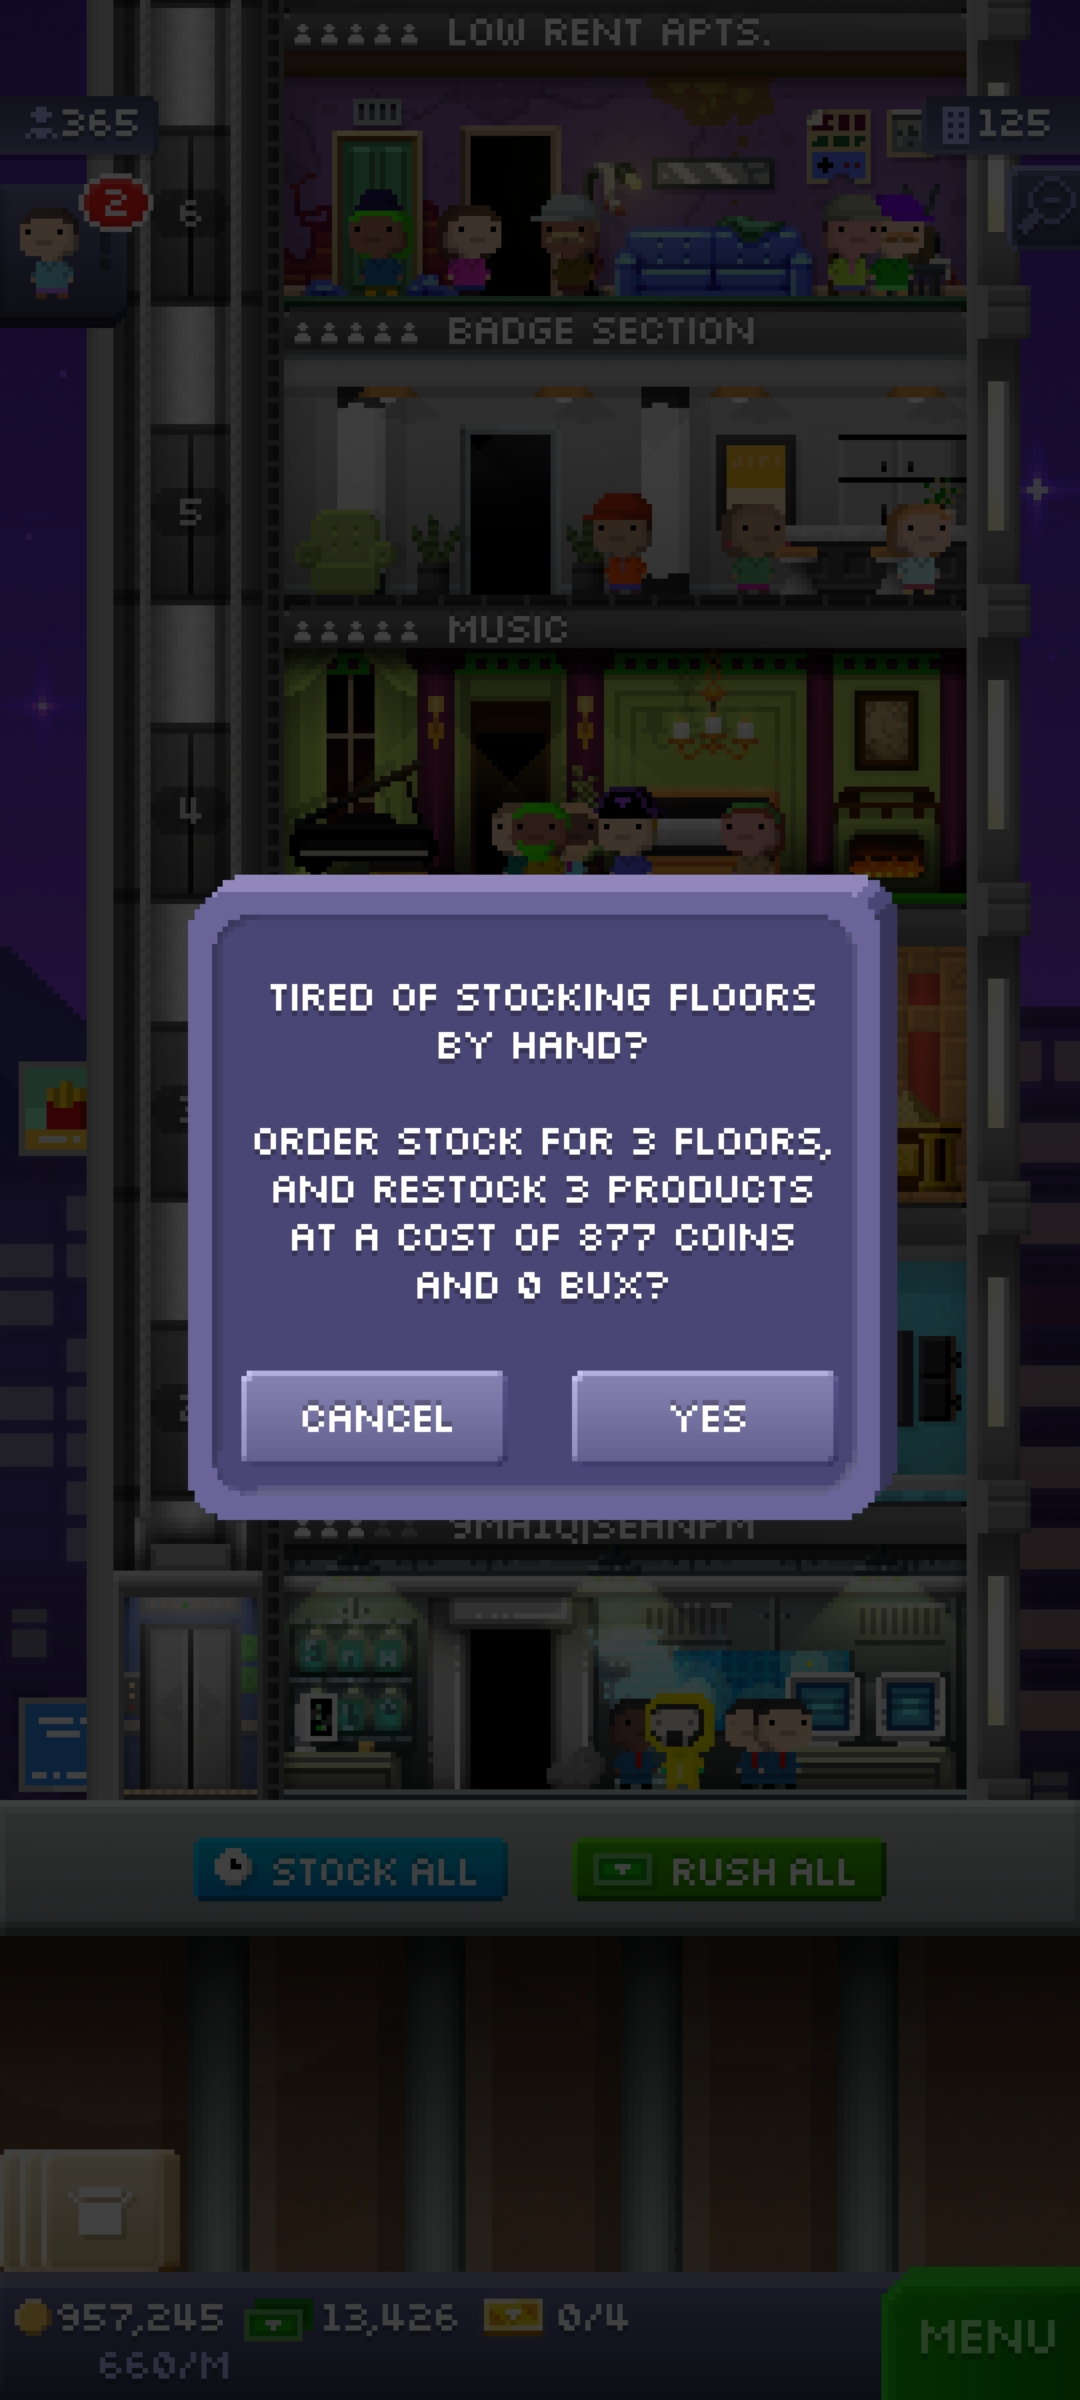 LOW RENT APTS.
365
125
2
6
BADGE SECTION
5
MUSIC
4
TIRED OF STOCKING FLOORS
BY HAND?
ORDER STOCK FOR 3 FLOORS,
AND RESTOCK 3 PRODUCTS
AT A COST OF 877 COINS
AND 0 BUX?
CANCEL
YES
STOCK ALL
RUSH ALL
957,245
13,426
0/4
660/M
MENU